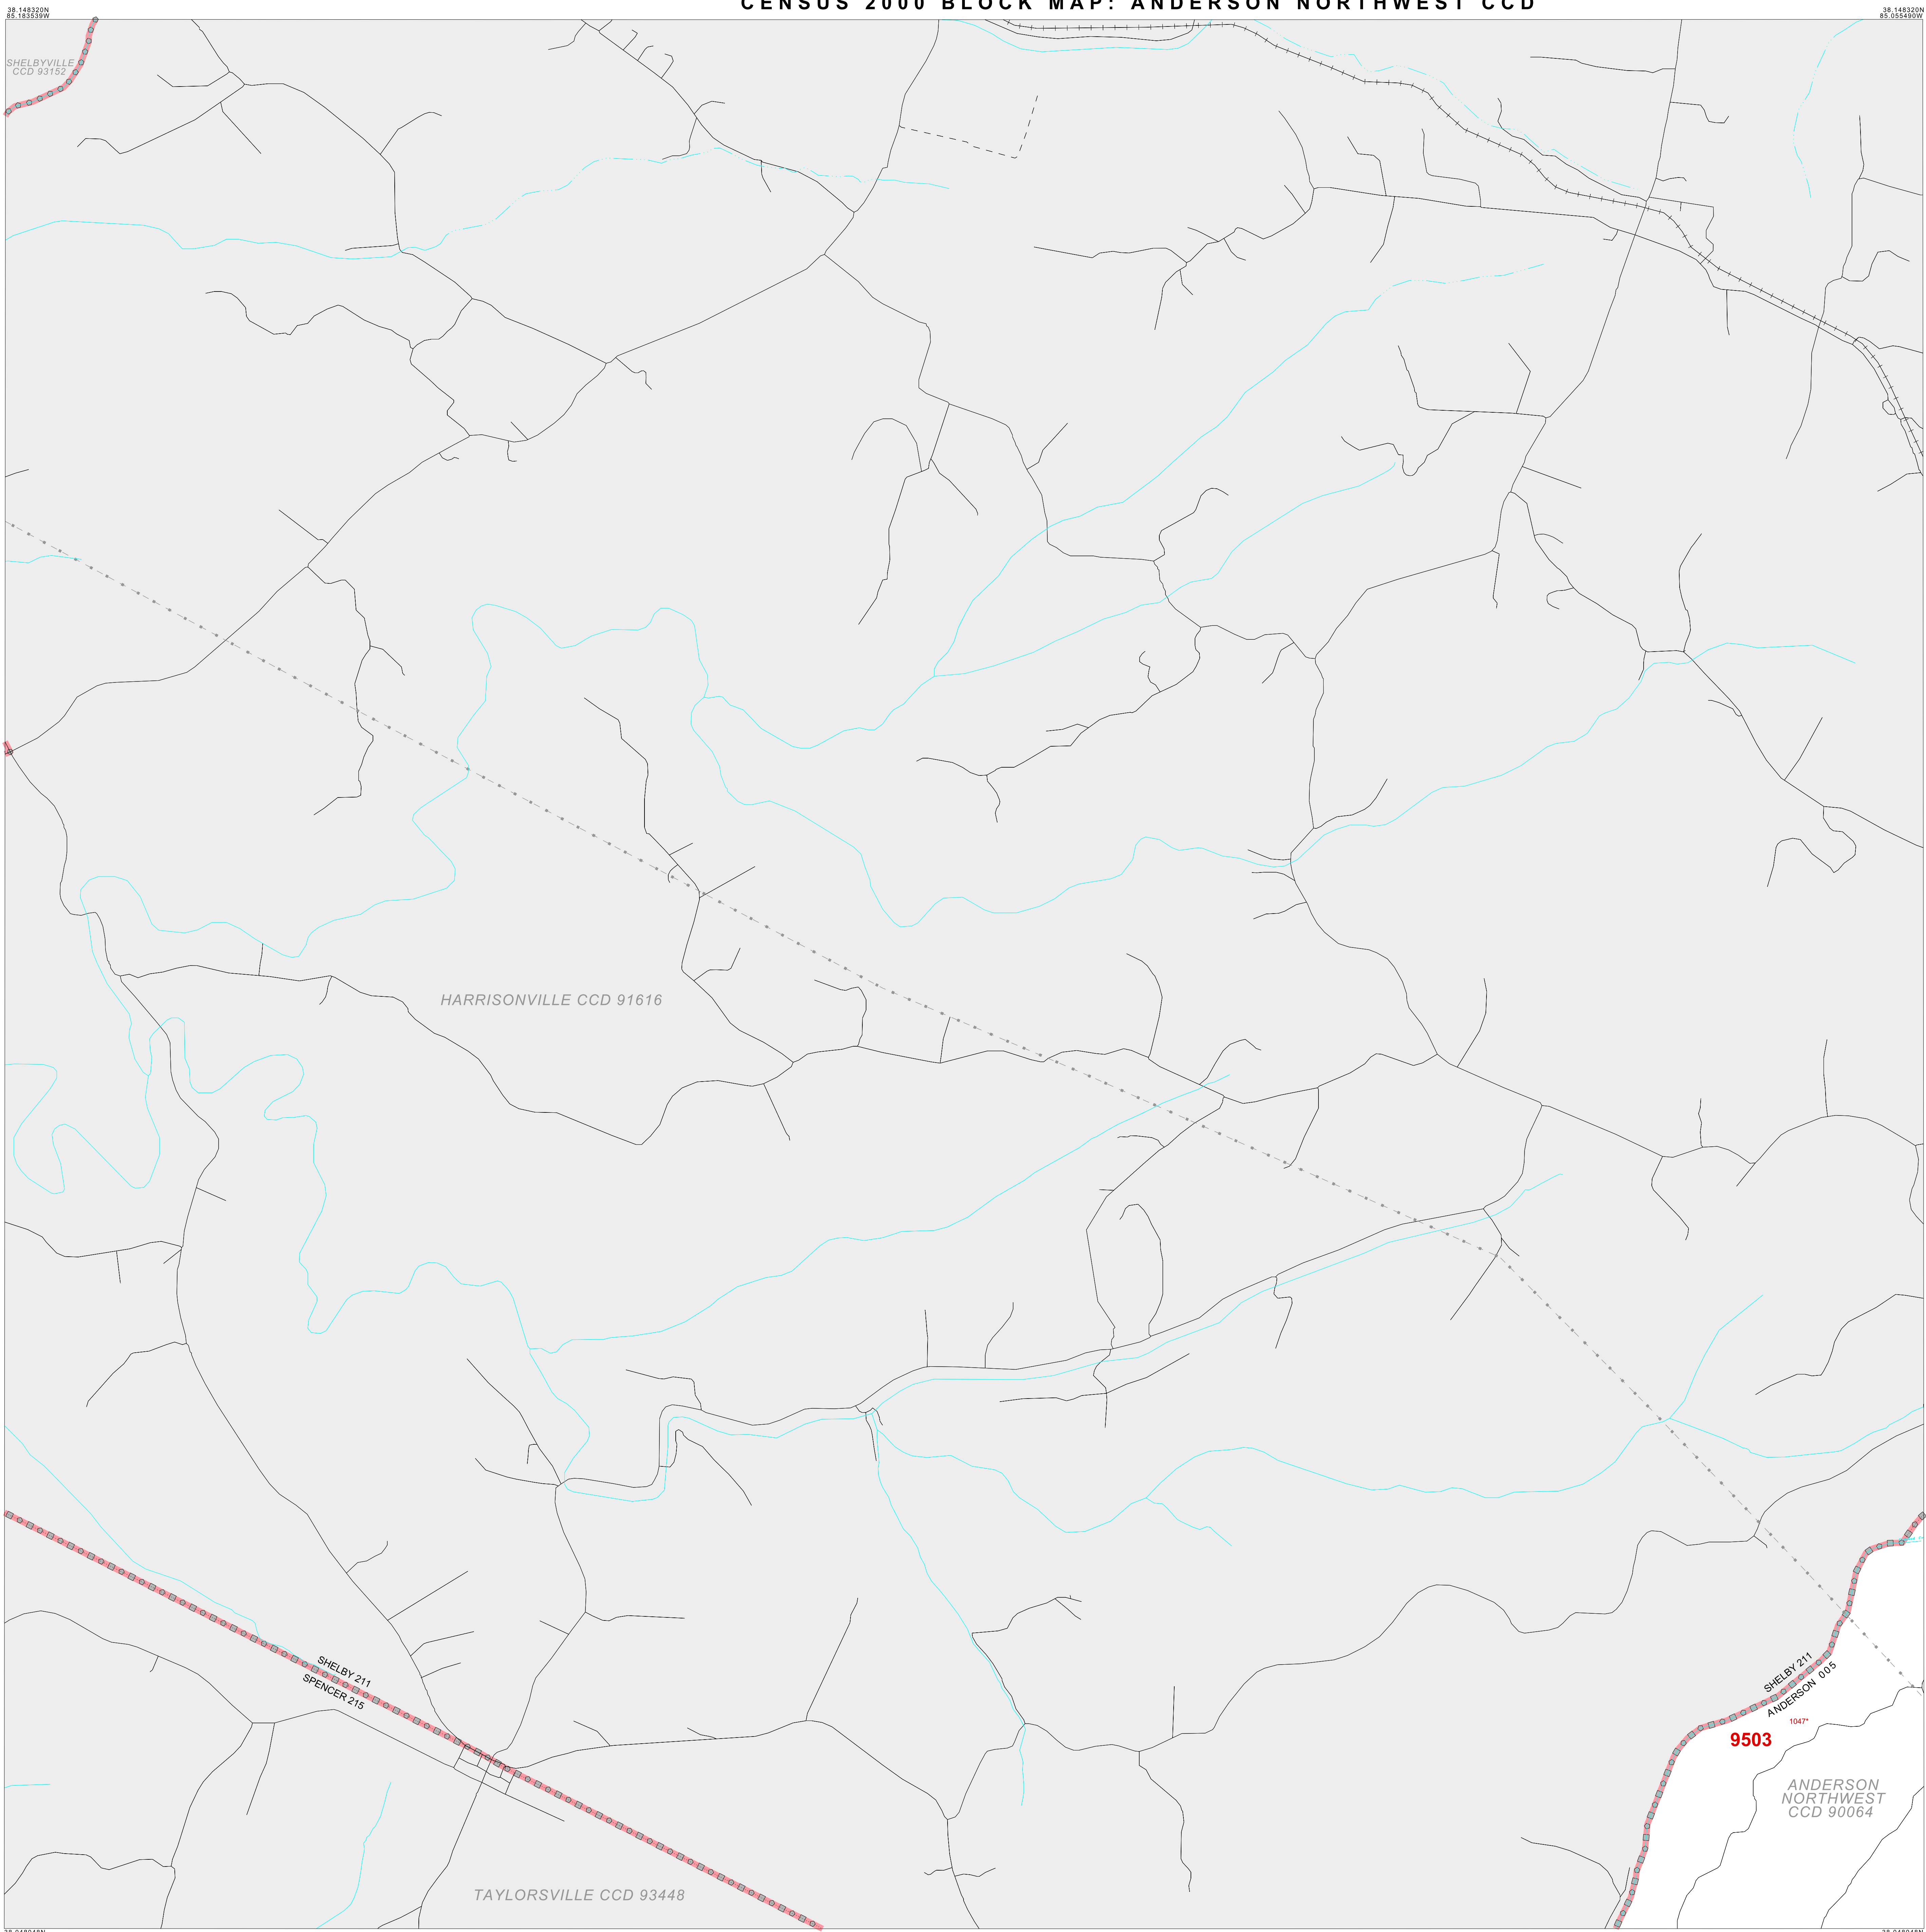 CENSUS 2000 BLOCK MAP: ANDERSON NORTHWEST CCD
38.148320N
85.183539W
38.148320N
85.055490W
SHELBYVILLE
CCD 93152
HARRISONVILLE CCD 91616
SHELBY 211
SPENCER 215
SHELBY 211
ANDERSON 005
1047*
9503
ANDERSON
NORTHWEST
CCD 90064
TAYLORSVILLE CCD 93448